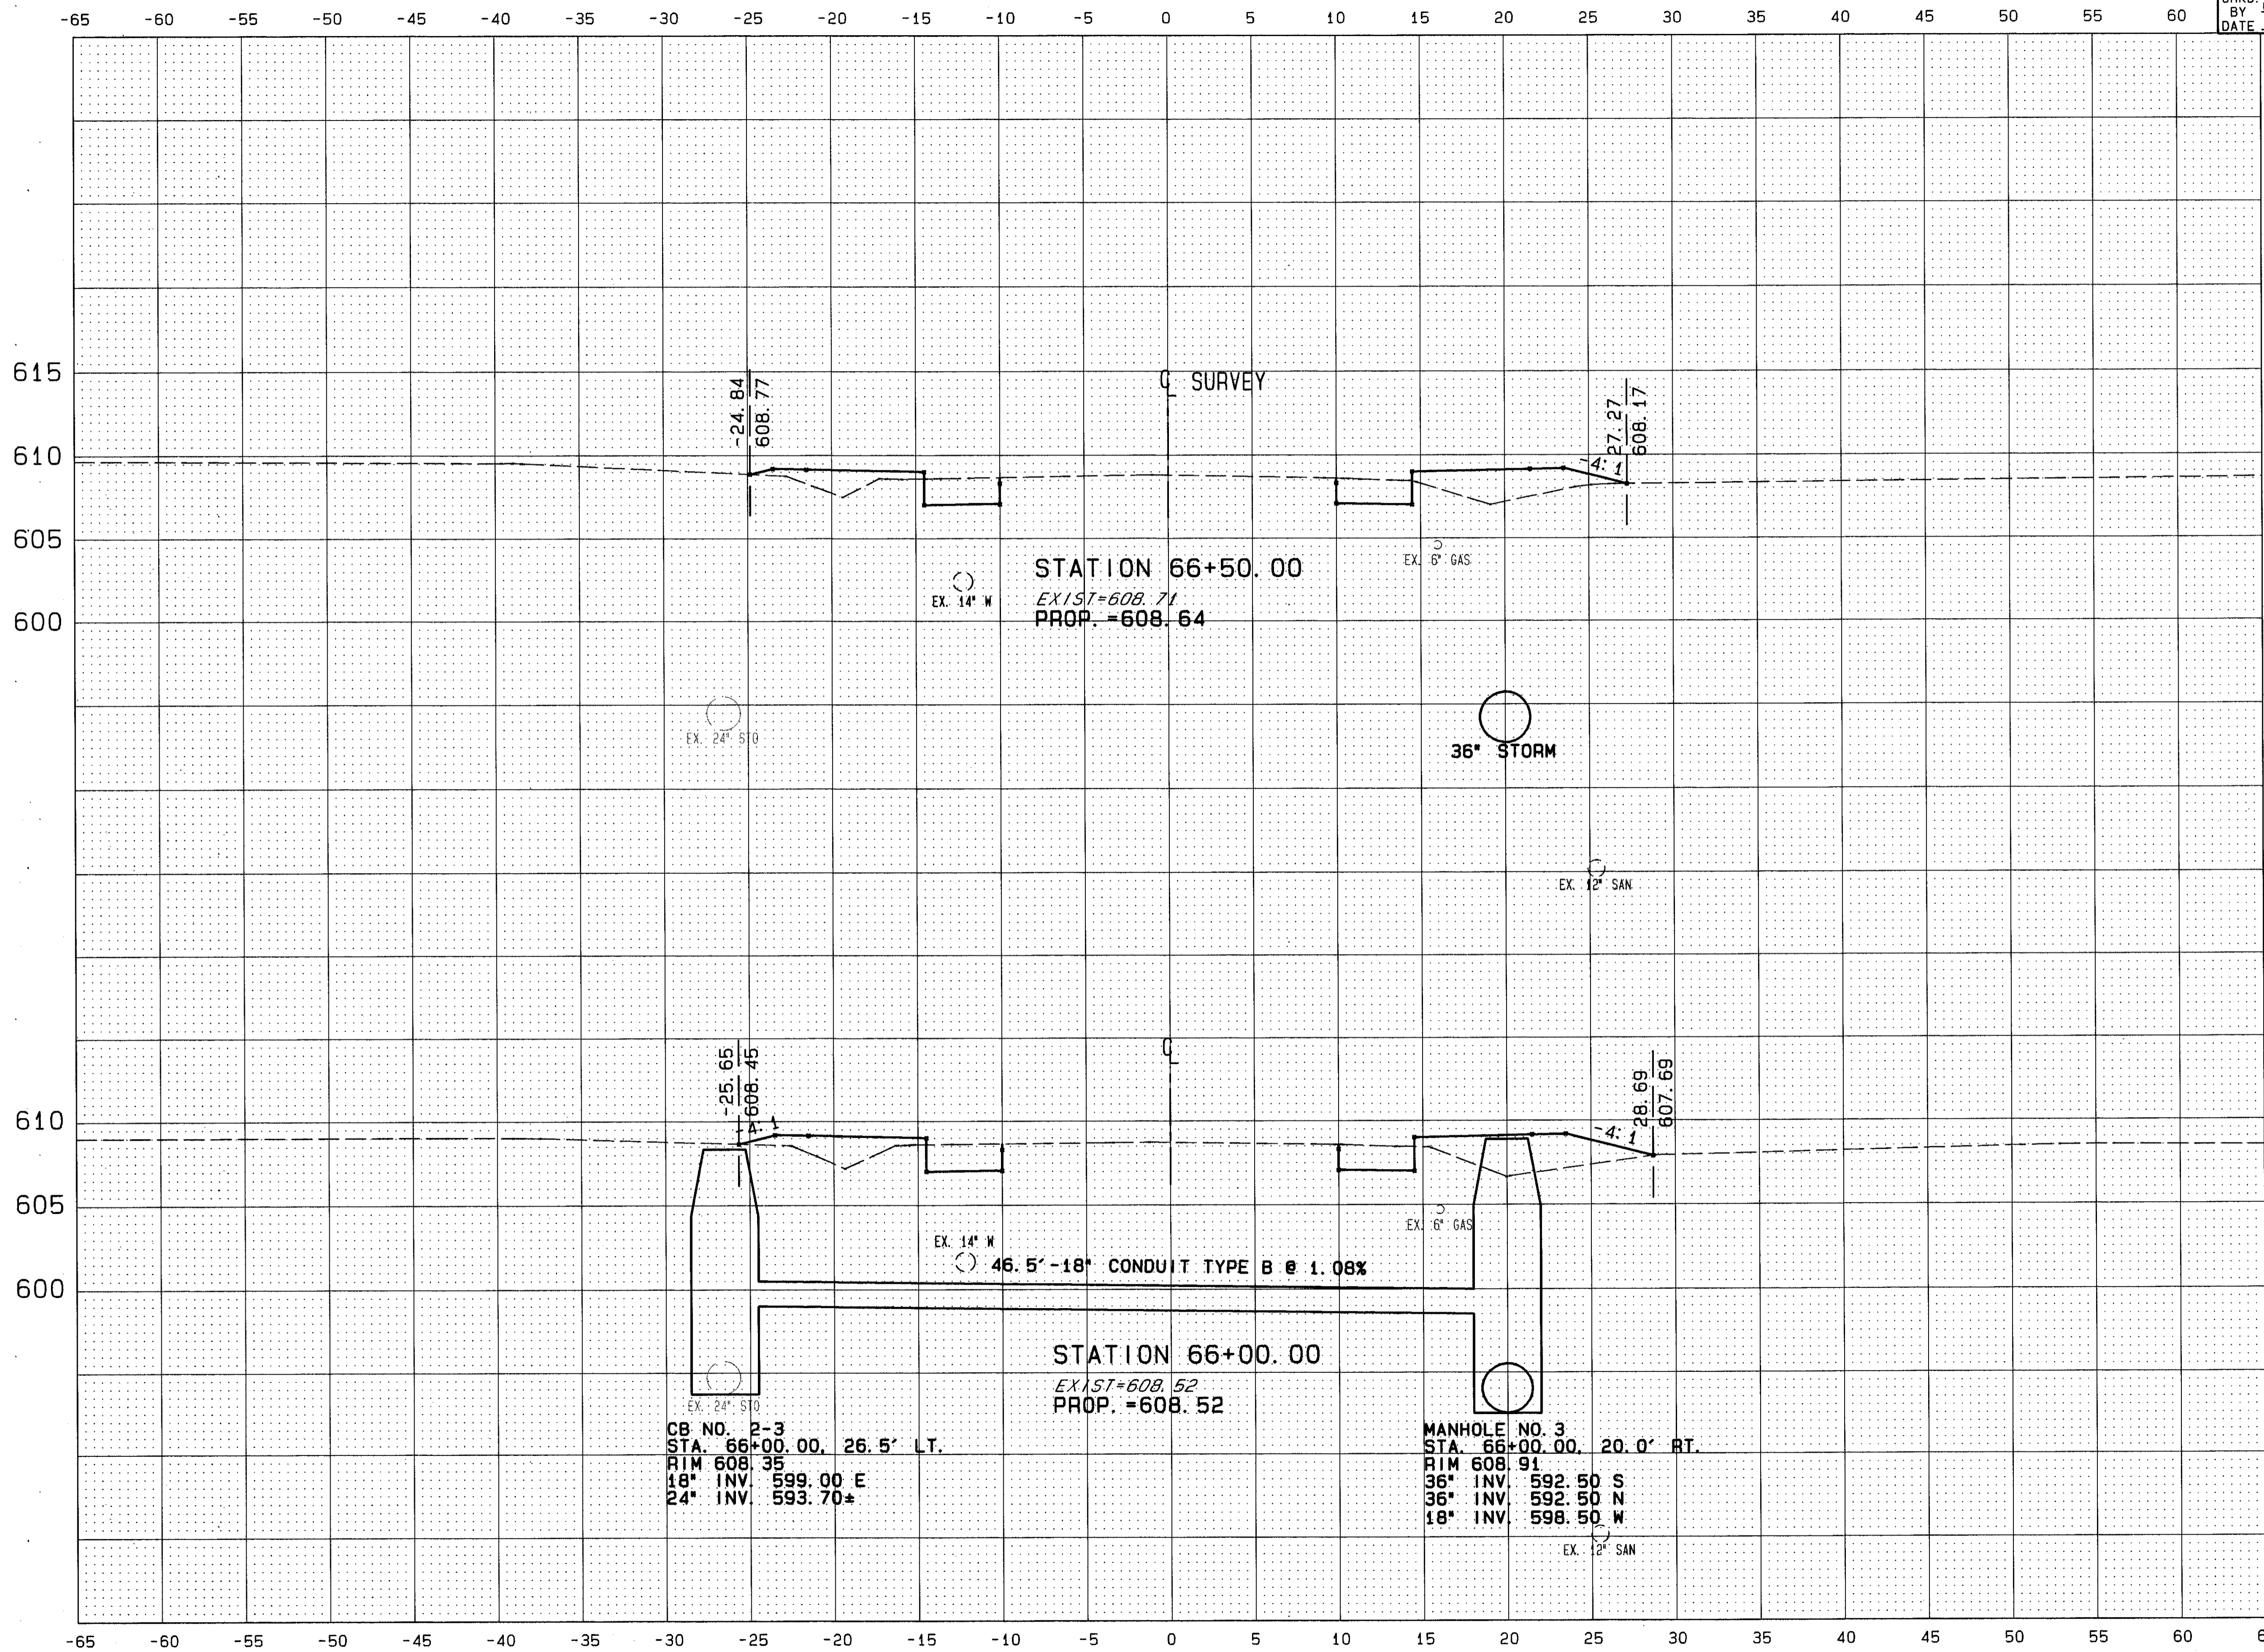 -65 -60 -55 -50 -45 -40 -35 -30 -25 -20 -15 -10 -5 0 5 10 15 20 25 30 35 40 45 50 55 60
BY
DATE
615
610
605
600
-24.84
608.77
C̲L SURVEY
27.27
608.17
-4:1
STATION 66+50.00
EXIST=608.71
PROP.=608.64
EX. 14" W
EX. 6" GAS
EX. 24" STO
36" STORM
EX. 12" SAN
610
605
600
-25.65
608.45
-4:1
CL
28.69
607.69
-4:1
EX. 14" W
46.5'-18" CONDUIT TYPE B @ 1.08%
EX. 6" GAS
STATION 66+00.00
EXIST=608.52
PROP.=608.52
EX. 24" STO
CB NO. 2-3
STA. 66+00.00, 26.5' LT.
RIM 608.35
18" INV. 599.00 E
24" INV. 593.70±
MANHOLE NO. 3
STA. 66+00.00, 20.0' RT.
RIM 608.91
36" INV. 592.50 S
36" INV. 592.50 N
18" INV. 598.50 W
EX. 12" SAN
-65 -60 -55 -50 -45 -40 -35 -30 -25 -20 -15 -10 -5 0 5 10 15 20 25 30 35 40 45 50 55 60